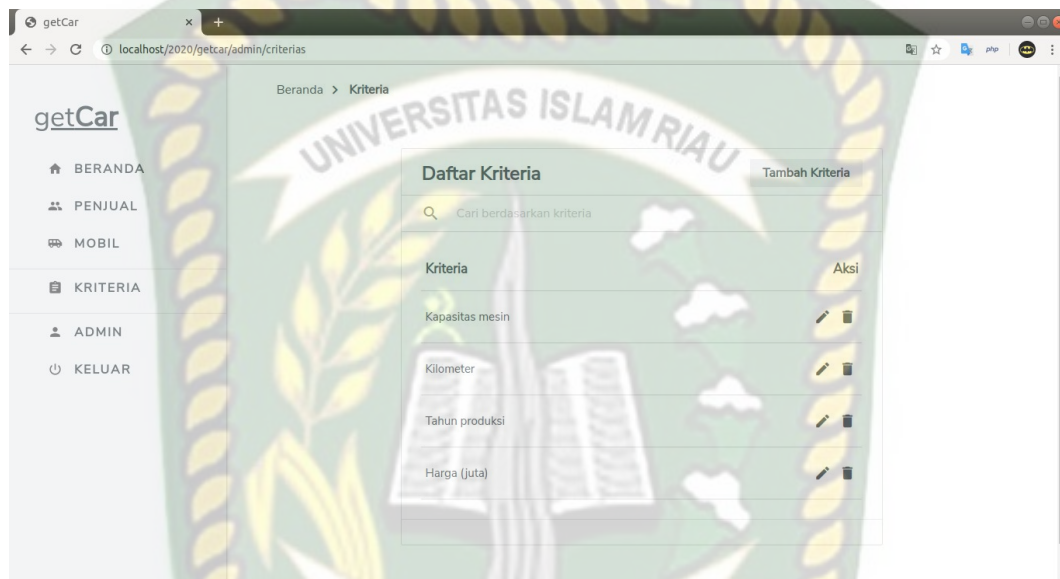 getCar
localhost/2020/getcar/admin/criterias
php
getCar
BERANDA
PENJUAL
MOBIL
KRITERIA
ADMIN
KELUAR
Beranda > Kriteria
UNIVERSITAS ISLAM RIAU
Daftar Kriteria
Tambah Kriteria
Cari berdasarkan kriteria
Kriteria Aksi
Kapasitas mesin
Kilometer
Tahun produksi
Harga (juta)